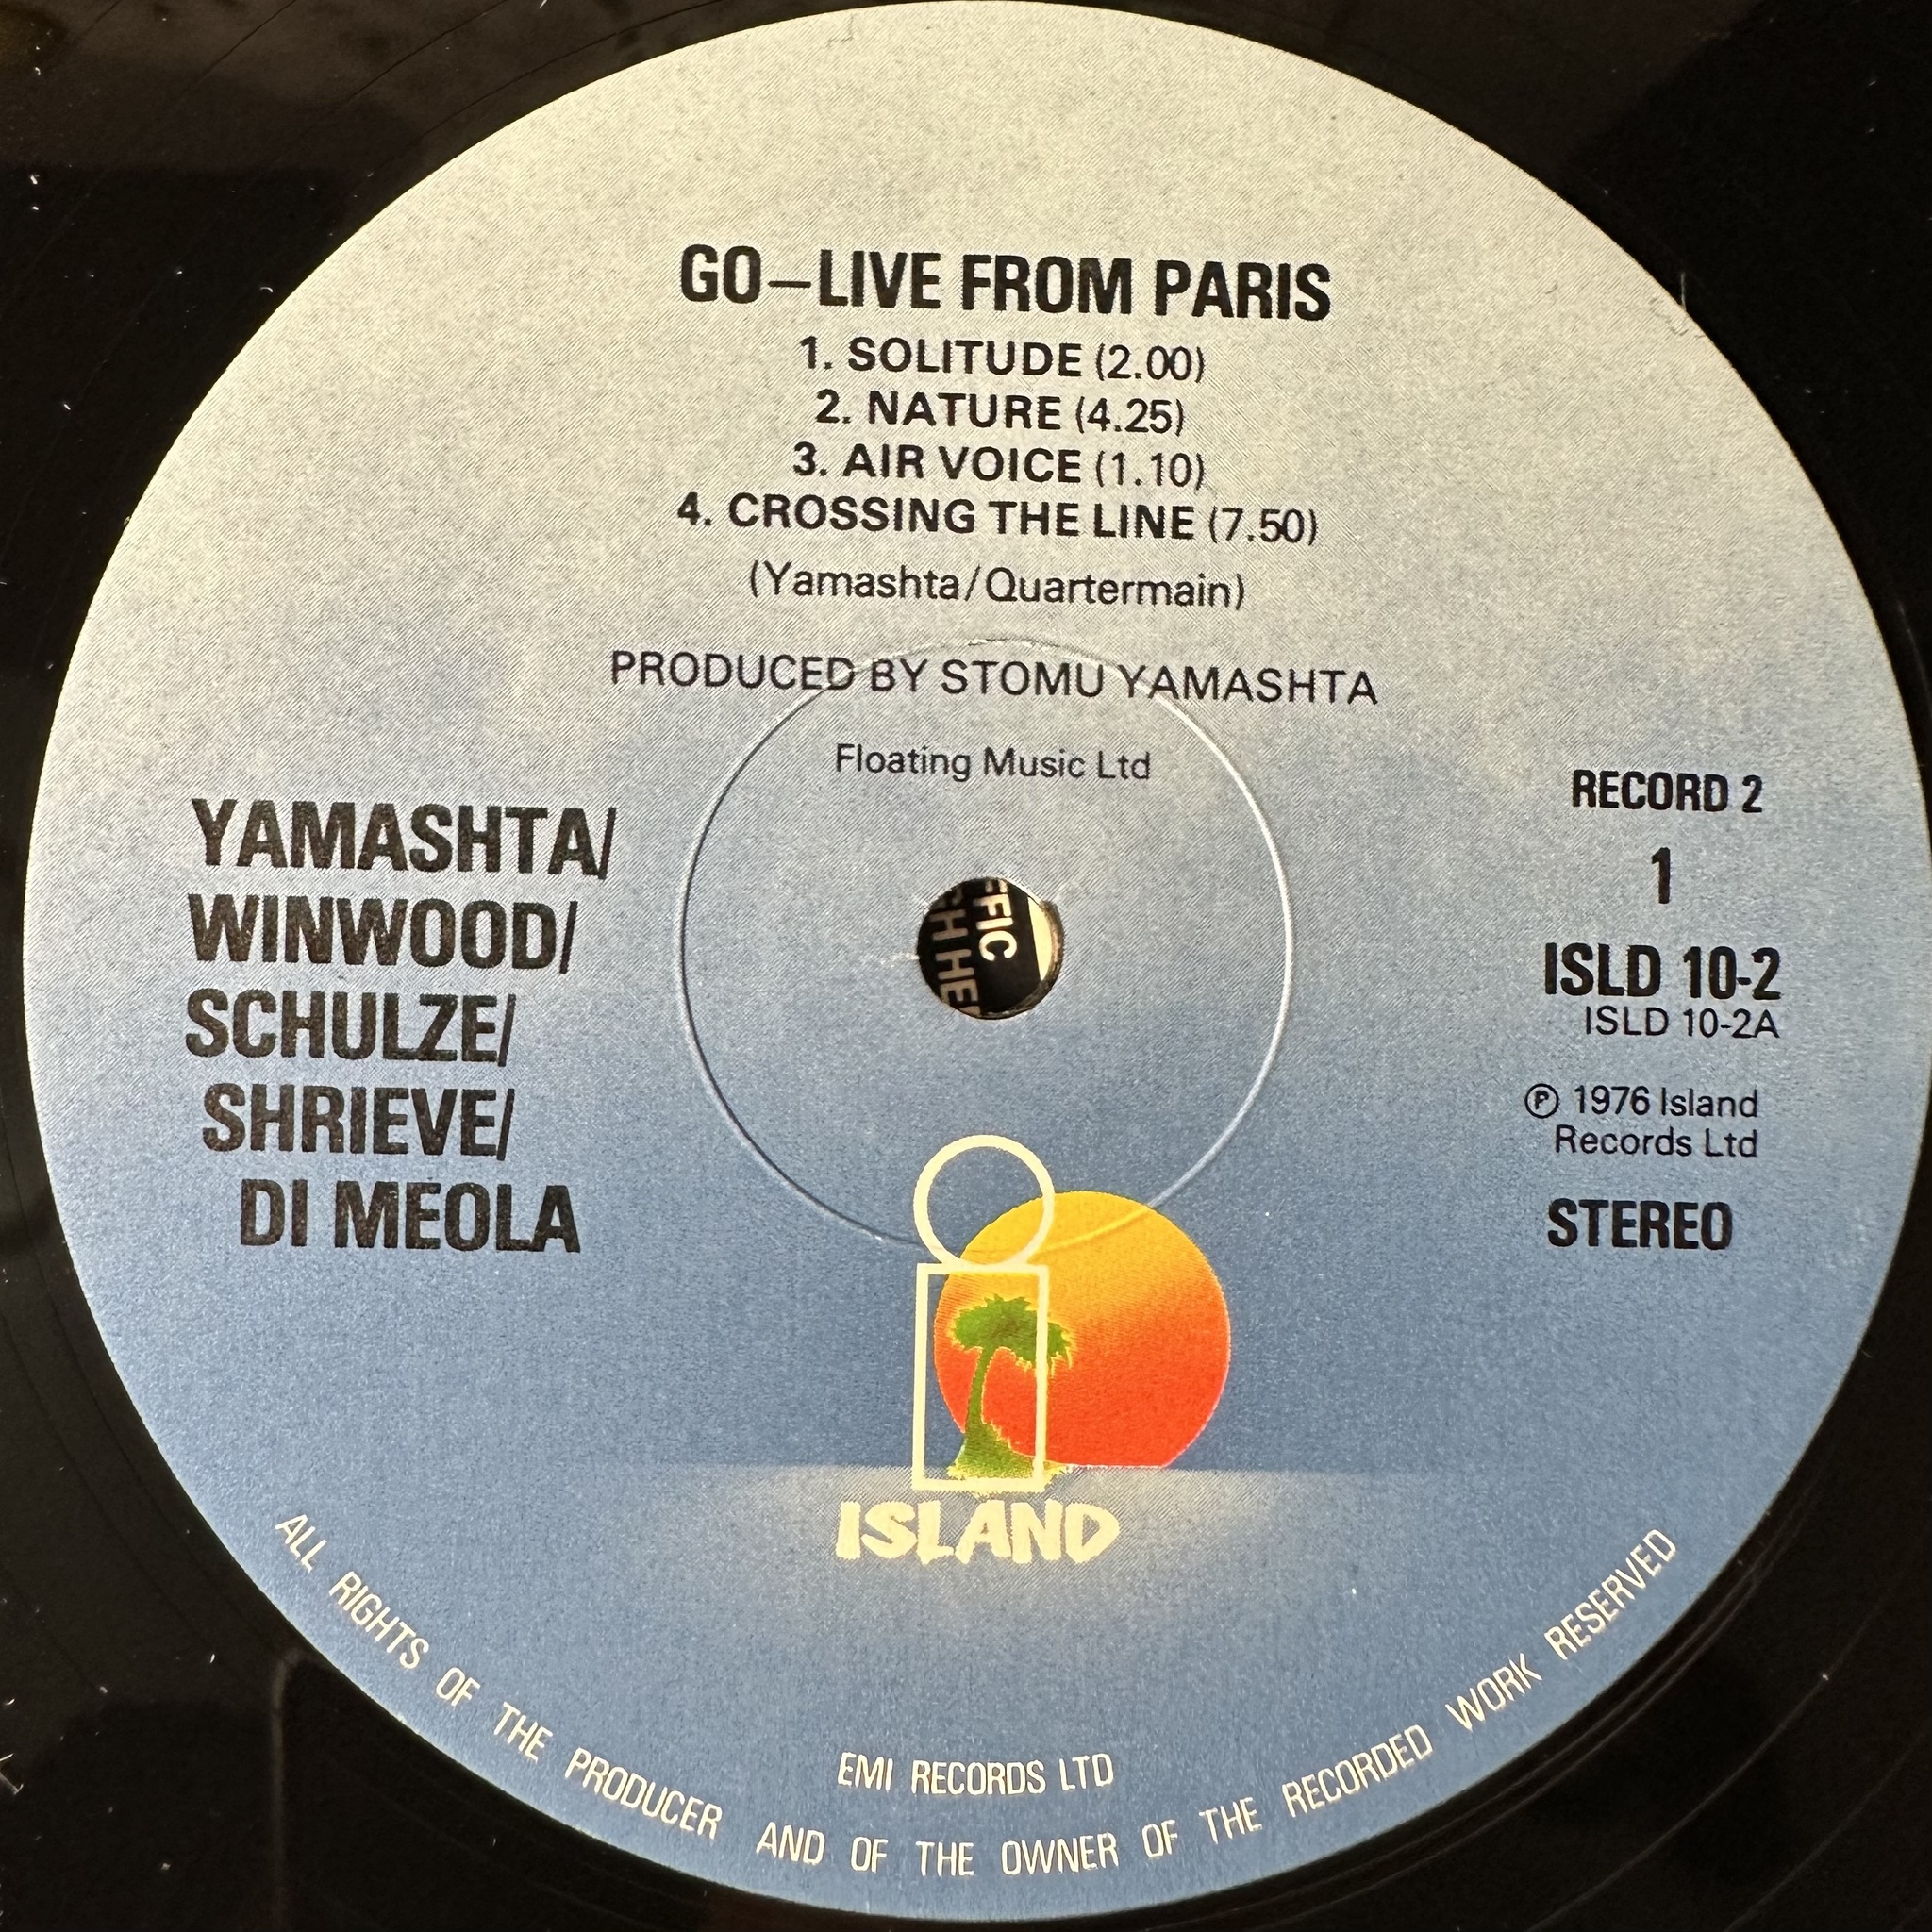 GO–LIVE FROM PARIS
1. SOLITUDE (2.00)
2. NATURE (4.25)
3. AIR VOICE (1.10)
4. CROSSING THE LINE (7.50)
(Yamashta/Quartermain)
PRODUCED BY STOMU YAMASHTA
Floating Music Ltd
YAMASHTA/
WINWOOD/
SCHULZE/
SHRIEVE/
DI MEOLA
RECORD 2
1
ISLD 10-2
ISLD 10-2A
Ⓟ 1976 Island
Records Ltd
STEREO
FFIC
CH HE
ISLAND
EMI RECORDS LTD
ALL RIGHTS OF THE PRODUCER AND OF THE OWNER OF THE RECORDED WORK RESERVED